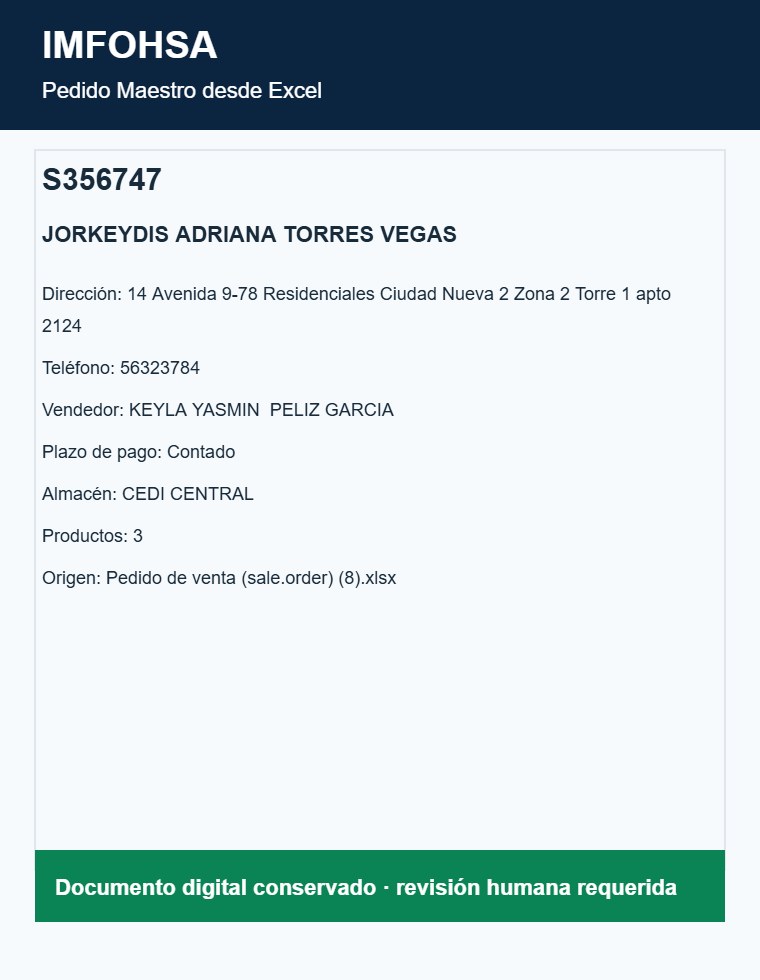 IMFOHSA
Pedido Maestro desde Excel
S356747
JORKEYDIS ADRIANA TORRES VEGAS
Dirección: 14 Avenida 9-78 Residenciales Ciudad Nueva 2 Zona 2 Torre 1 apto
2124
Teléfono: 56323784
Vendedor: KEYLA YASMIN  PELIZ GARCIA
Plazo de pago: Contado
Almacén: CEDI CENTRAL
Productos: 3
Origen: Pedido de venta (sale.order) (8).xlsx
Documento digital conservado · revisión humana requerida